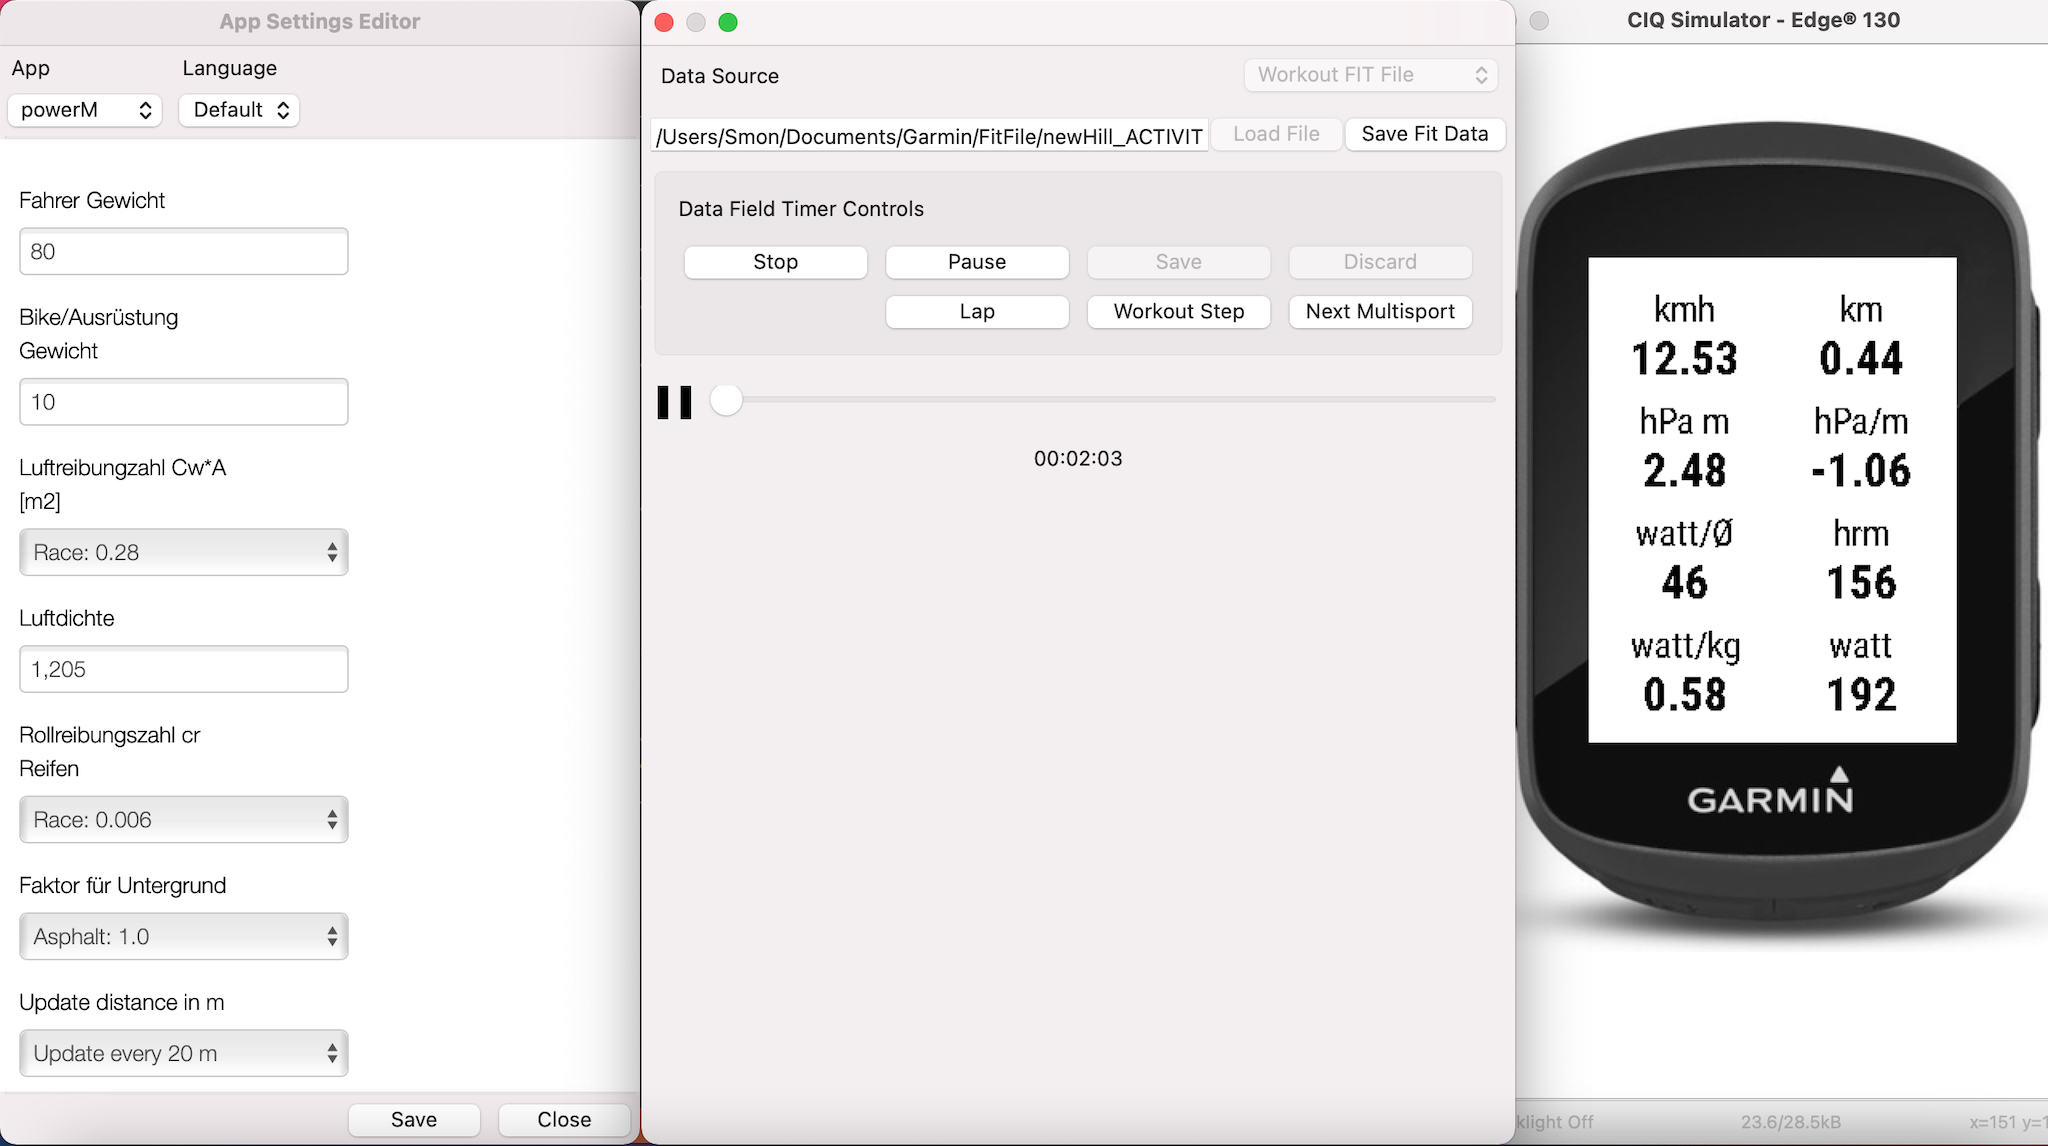 App Settings Editor
App
Language
powerM
Default
Fahrer Gewicht
80
Bike/Ausrüstung
Gewicht
10
Luftreibungzahl Cw*A
[m2]
Race: 0.28
Luftdichte
1,205
Rollreibungszahl cr
Reifen
Race: 0.006
Faktor für Untergrund
Asphalt: 1.0
Update distance in m
Update every 20 m
Save
Close
Data Source
Workout FIT File
/Users/Smon/Documents/Garmin/FitFile/newHill_ACTIVIT
Load File
Save Fit Data
Data Field Timer Controls
Stop
Pause
Save
Discard
Lap
Workout Step
Next Multisport
00:02:03
CIQ Simulator - Edge® 130
kmh
km
12.53
0.44
hPa m
hPa/m
2.48
-1.06
watt/Ø
hrm
46
156
watt/kg
watt
0.58
192
GARMIN
klight Off
23.6/28.5kB
x=151 y=1